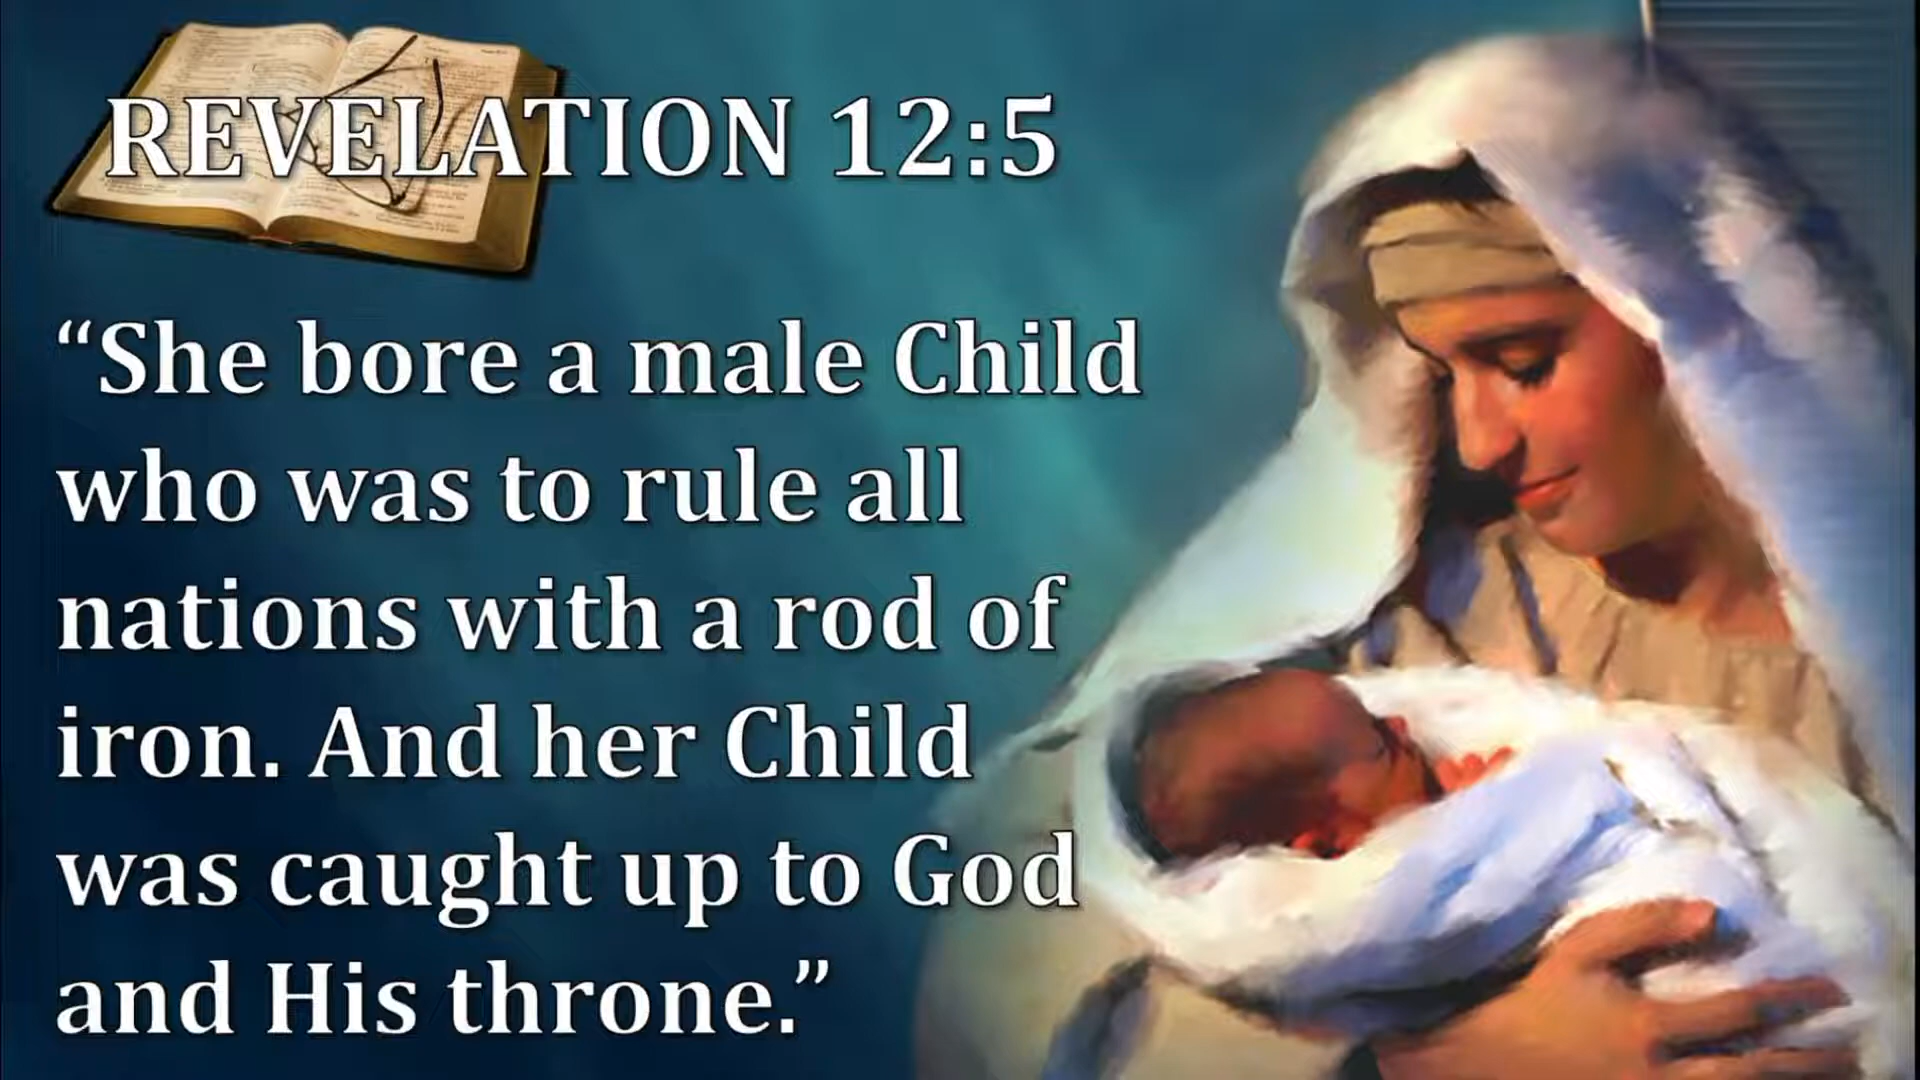 REVELATION 12:5
“She bore a male Child
who was to rule all
nations with a rod of
iron. And her Child
was caught up to God
and His throne.”